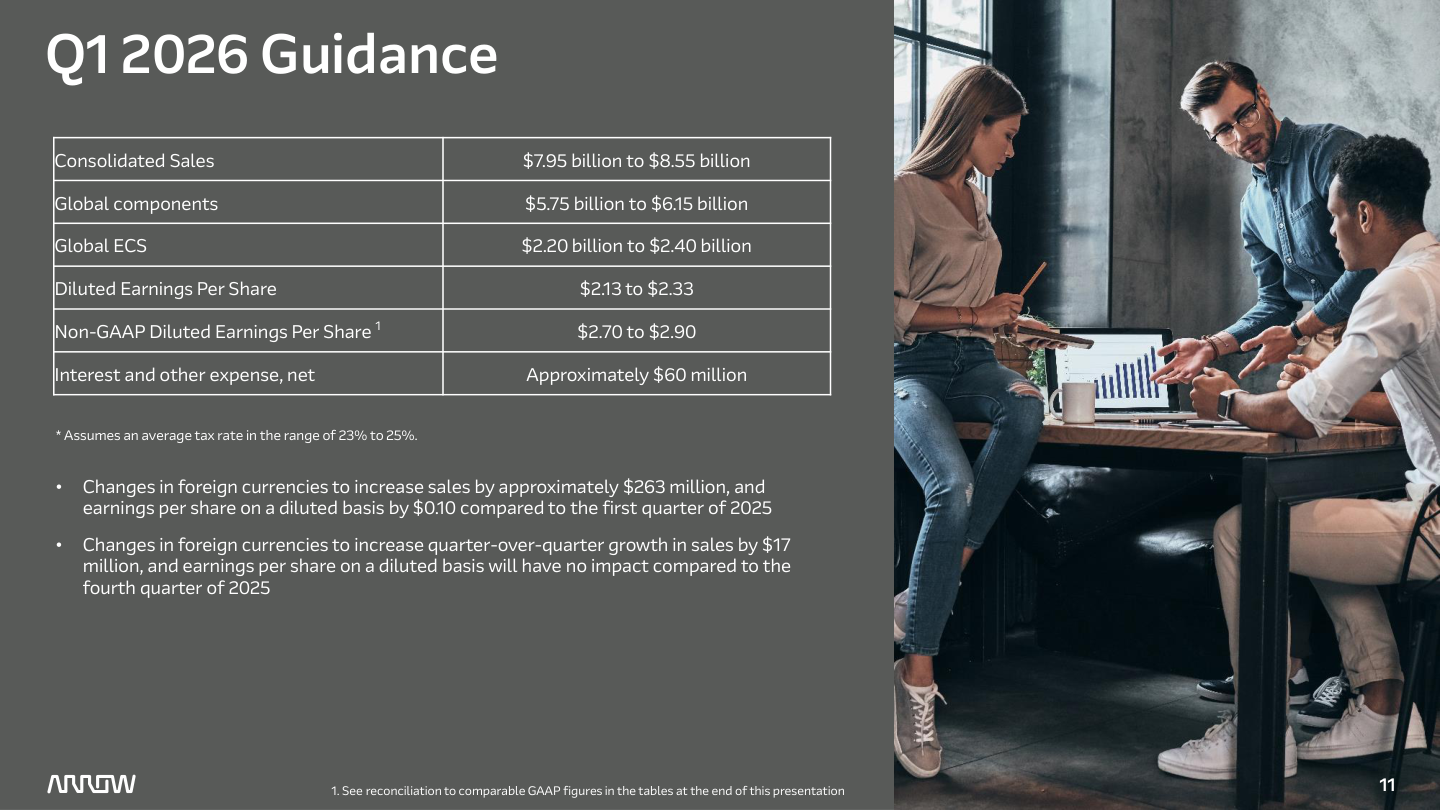 Q1 2026 Guidance
Consolidated Sales
$7.95 billion to $8.55 billion
Global components
$5.75 billion to $6.15 billion
Global ECS
$2.20 billion to $2.40 billion
Diluted Earnings Per Share
$2.13 to $2.33
Non-GAAP Diluted Earnings Per Share 1
$2.70 to $2.90
Interest and other expense, net
Approximately $60 million
* Assumes an average tax rate in the range of 23% to 25%.
• Changes in foreign currencies to increase sales by approximately $263 million, and
earnings per share on a diluted basis by $0.10 compared to the first quarter of 2025
• Changes in foreign currencies to increase quarter-over-quarter growth in sales by $17
million, and earnings per share on a diluted basis will have no impact compared to the
fourth quarter of 2025
ARROW
1. See reconciliation to comparable GAAP figures in the tables at the end of this presentation
11